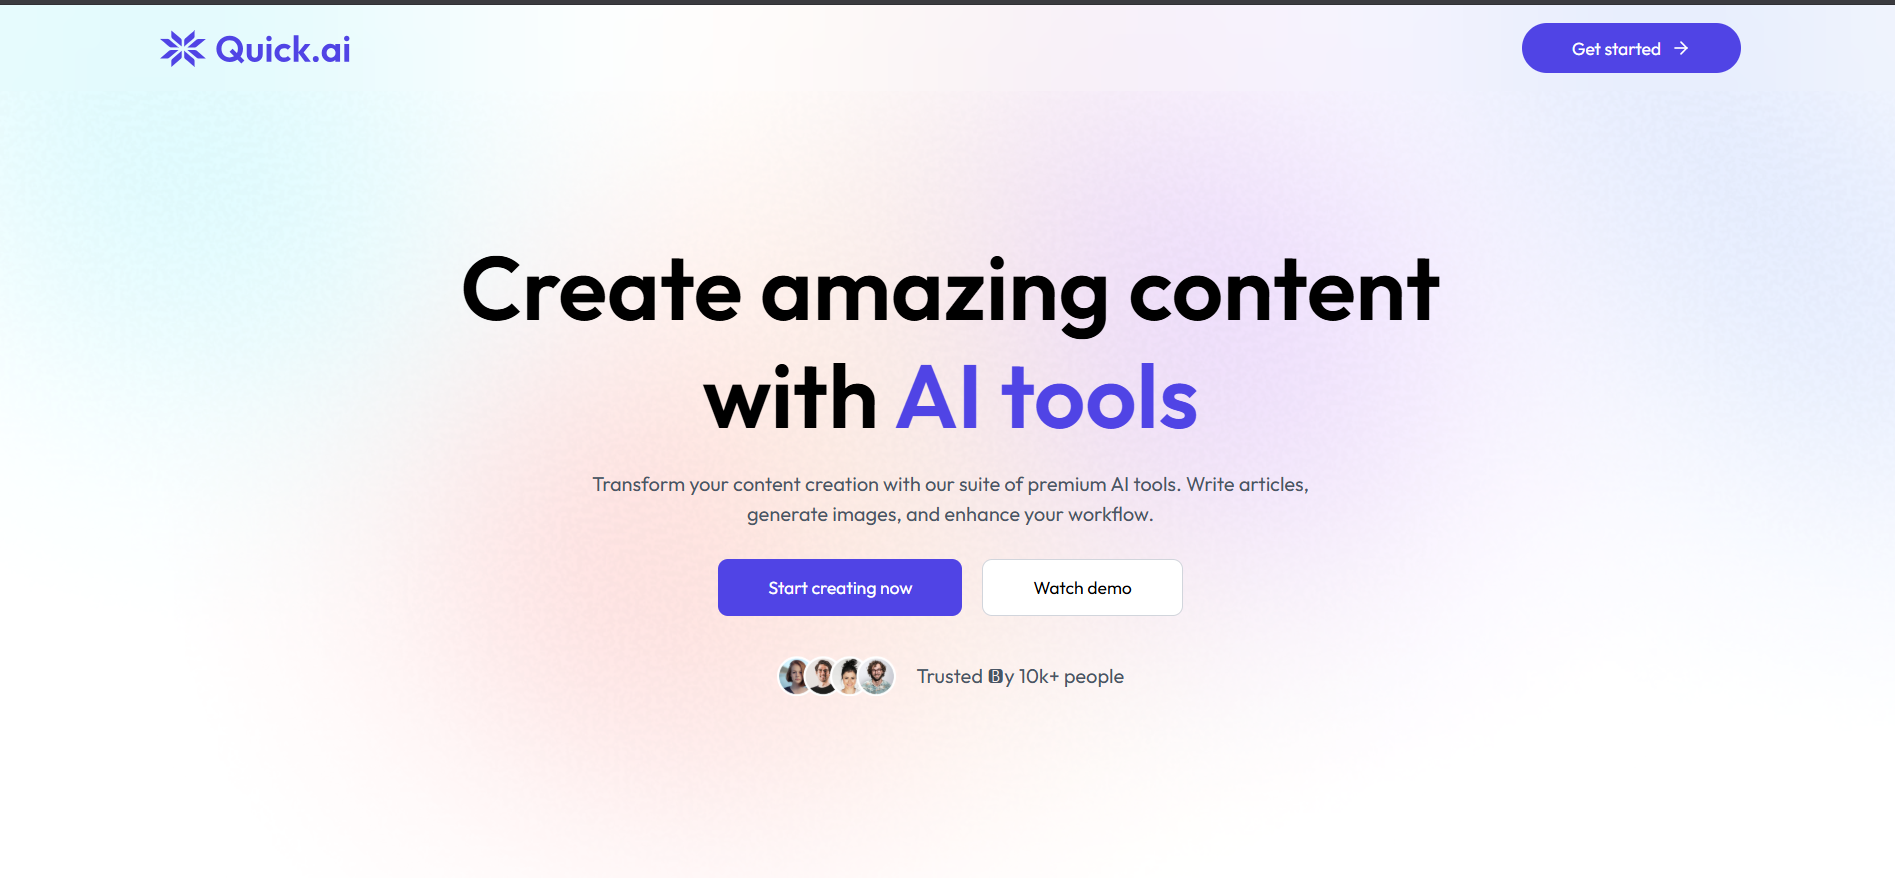 Quick.ai
Get started →
Create amazing content
with AI tools
Transform your content creation with our suite of premium AI tools. Write articles,
generate images, and enhance your workflow.
Start creating now
Watch demo
Trusted 🅱y 10k+ people